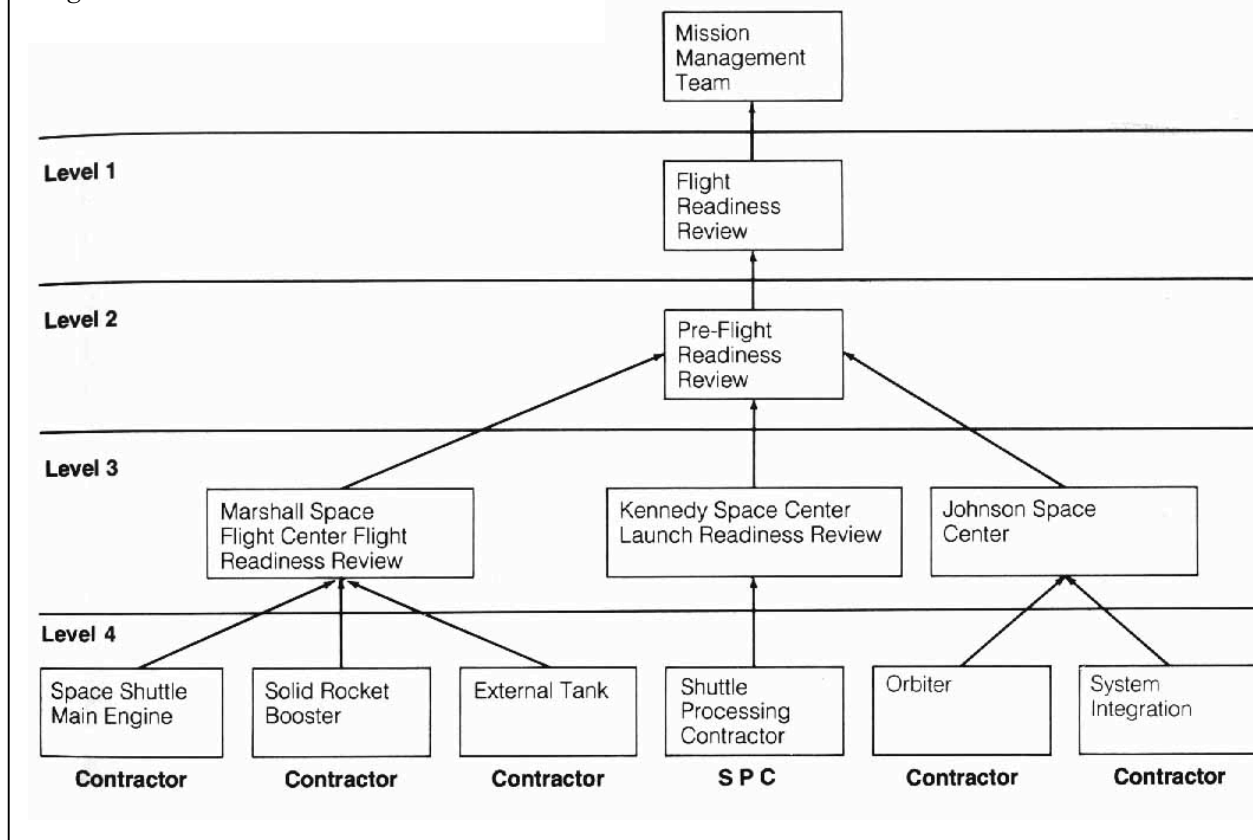 Mission
Management
Team
Level 1
Flight
Readiness
Review
Level 2
Pre-Flight
Readiness
Review
Level 3
Marshall Space
Flight Center Flight
Readiness Review
Kennedy Space Center
Launch Readiness Review
Johnson Space
Center
Level 4
Space Shuttle
Main Engine
Solid Rocket
Booster
External Tank
Shuttle
Processing
Contractor
Orbiter
System
Integration
Contractor
Contractor
Contractor
S P C
Contractor
Contractor